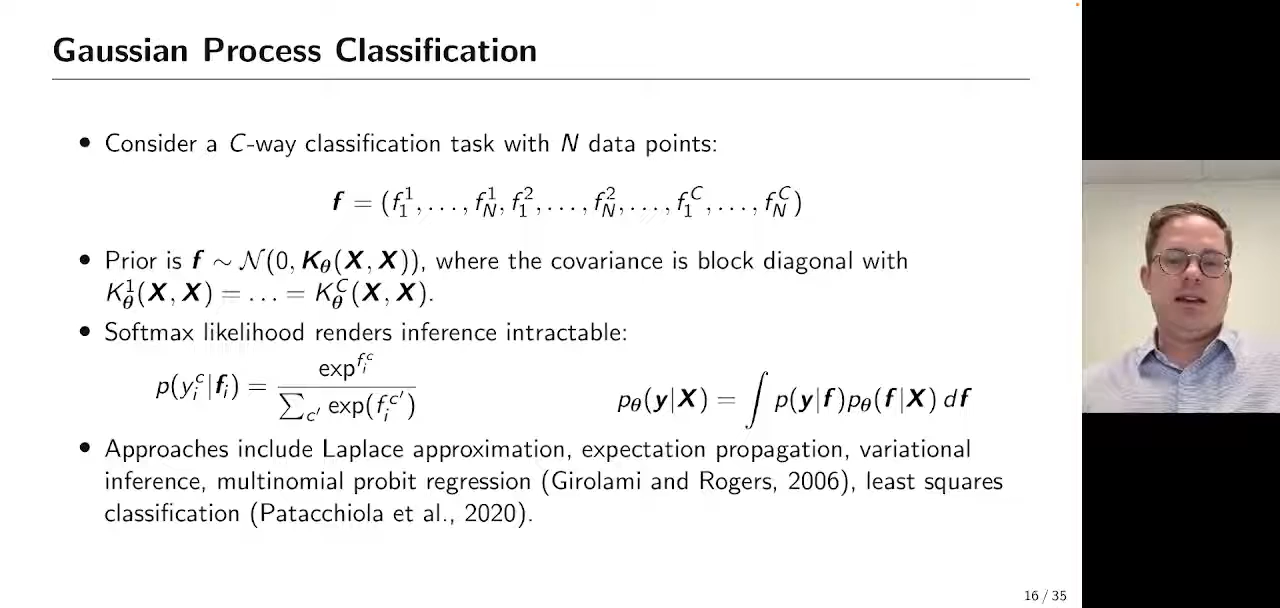 Gaussian Process Classification
• Consider a C-way classification task with N data points:
f = (f_1^1, . . . , f_N^1, f_1^2, . . . , f_N^2, . . . , f_1^C, . . . , f_N^C)
• Prior is f ∼ N(0, K_θ(X, X)), where the covariance is block diagonal with
K_θ^1(X, X) = . . . = K_θ^C(X, X).
• Softmax likelihood renders inference intractable:
p(y_i^c|f_i) = exp^{f_i^c} / ∑_{c'} exp(f_i^{c'})
p_θ(y|X) = ∫ p(y|f)p_θ(f|X) df
• Approaches include Laplace approximation, expectation propagation, variational
inference, multinomial probit regression (Girolami and Rogers, 2006), least squares
classification (Patacchiola et al., 2020).
16 / 35